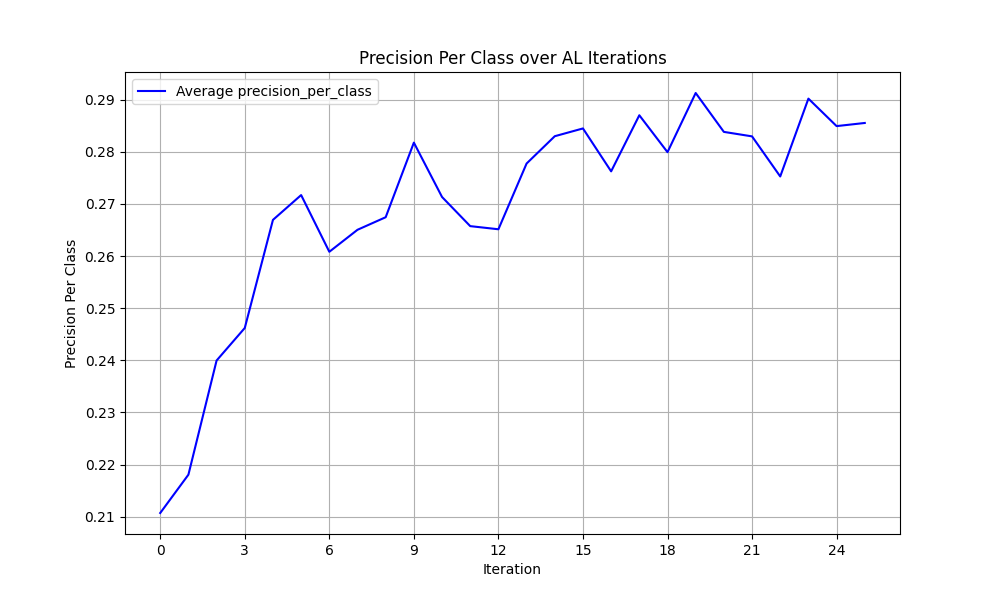 Precision Per Class over AL Iterations
Average precision_per_class
Precision Per Class
0.29
0.28
0.27
0.26
0.25
0.24
0.23
0.22
0.21
0 3 6 9 12 15 18 21 24
Iteration